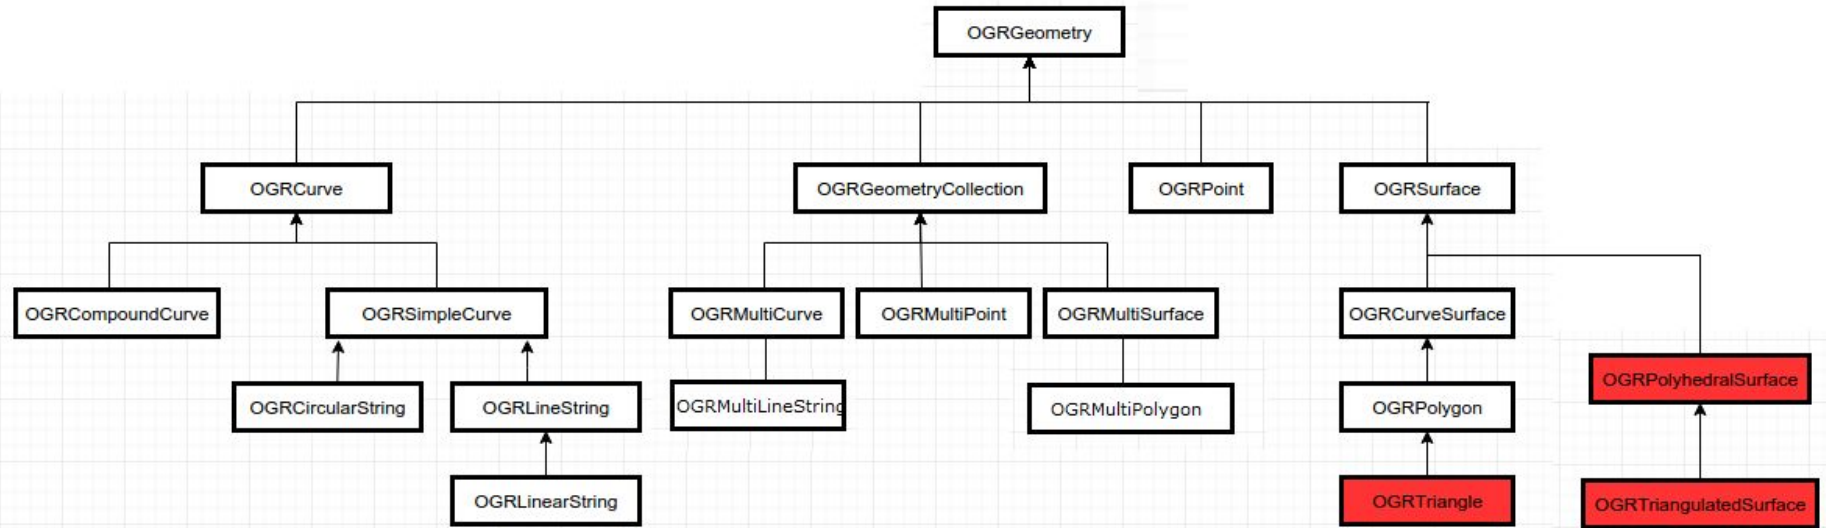 OGRGeometry
OGRCurve
OGRGeometryCollection
OGRPoint
OGRSurface
OGRCompoundCurve
OGRSimpleCurve
OGRMultiCurve
OGRMultiPoint
OGRMultiSurface
OGRCurveSurface
OGRPolyhedralSurface
OGRCircularString
OGRLineString
OGRMultiLineString
OGRMultiPolygon
OGRPolygon
OGRLinearString
OGRTriangle
OGRTriangulatedSurface